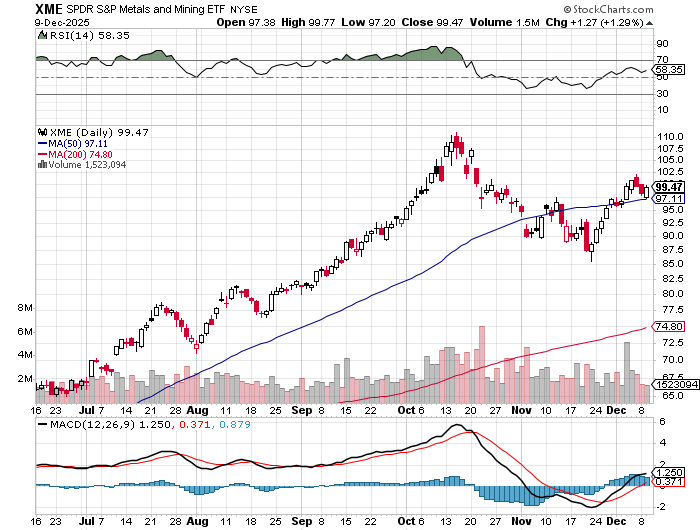 XME SPDR S&P Metals and Mining ETF NYSE © StockCharts.com
9-Dec-2025 Open 97.38 High 99.77 Low 97.20 Close 99.47 Volume 1.5M Chg +1.27 (+1.29%)
RSI(14) 58.35
90
70
58.35
50
30
10
XME (Daily) 99.47
MA(50) 97.11
MA(200) 74.80
Volume 1,523,094
110.0
107.5
105.0
102.5
99.47
97.11
95.0
92.5
90.0
87.5
85.0
82.5
80.0
77.5
74.80
72.5
70.0
67.5
1523094
65.0
8M
6M
4M
2M
16 23 Jul 7 14 21 28 Aug 11 18 25 Sep 8 15 22 Oct 6 13 20 27 Nov 10 17 24 Dec 8
MACD(12,26,9) 1.250, 0.371, 0.879
6
4
2
1.250
0.371
-2
16 23 Jul 7 14 21 28 Aug 11 18 25 Sep 8 15 22 Oct 6 13 20 27 Nov 10 17 24 Dec 8